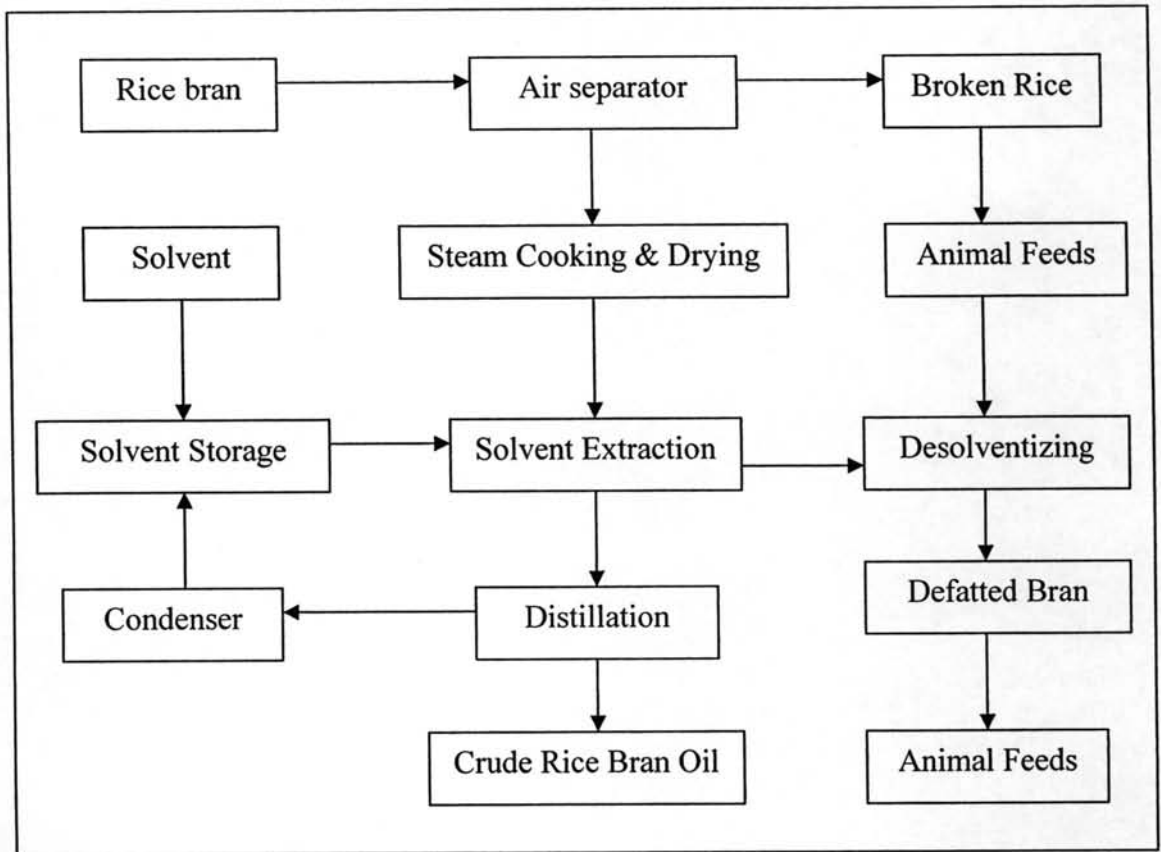 Rice bran
Air separator
Broken Rice
Solvent
Steam Cooking & Drying
Animal Feeds
Solvent Storage
Solvent Extraction
Desolventizing
Condenser
Distillation
Defatted Bran
Crude Rice Bran Oil
Animal Feeds